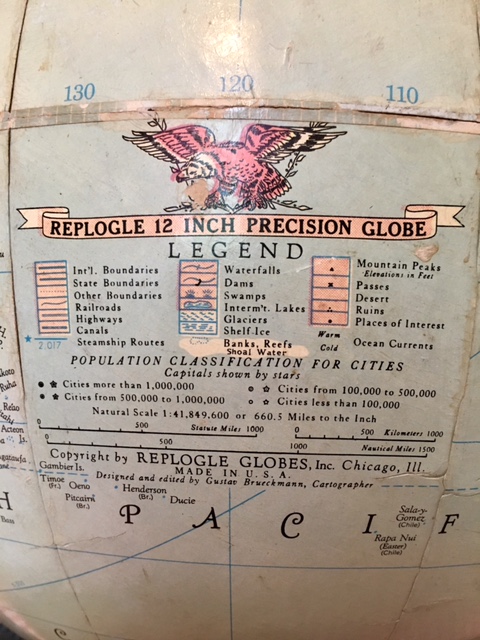 130 120 110
REPLOGLE 12 INCH PRECISION GLOBE
LEGEND
Int'l. Boundaries
State Boundaries
Other Boundaries
Railroads
Highways
Canals
2,017 Steamship Routes
Waterfalls
Dams
Swamps
Interm't. Lakes
Glaciers
Shelf Ice
Banks, Reefs
Shoal Water
Mountain Peaks
Elevations in Feet
Passes
Desert
Ruins
Places of Interest
Warm
Cold
Ocean Currents
POPULATION CLASSIFICATION FOR CITIES
Capitals shown by stars
Cities more than 1,000,000
Cities from 500,000 to 1,000,000
Cities from 100,000 to 500,000
Cities less than 100,000
Natural Scale 1:41,849,600 or 660.5 Miles to the Inch
500 Statute Miles 1000
500 Kilometers 1000
500 1000 Nautical Miles 1500
Copyright by REPLOGLE GLOBES, Inc. Chicago, Ill.
MADE IN U.S.A.
Designed and edited by Gustav Brueckmann, Cartographer
Gambier Is.
Timoe
(Fr.)
Oeno
Pitcairn
(Br.)
Henderson
(Br.)
Ducie
Acteon
Is.
PACIF
Sala-y-
Gomez
(Chile)
Rapa Nui
(Easter)
(Chile)
H